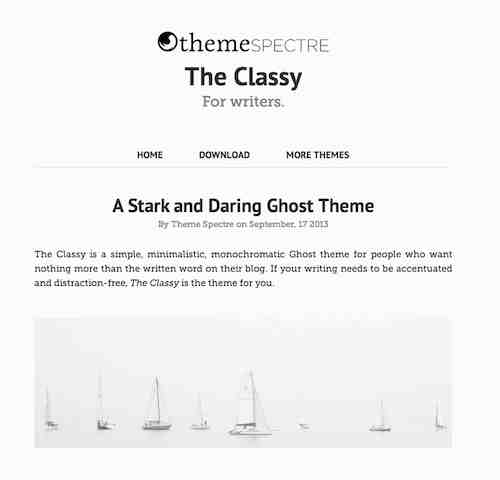 themeSPECTRE
The Classy
For writers.
HOME DOWNLOAD MORE THEMES
A Stark and Daring Ghost Theme
By Theme Spectre on September, 17 2013
The Classy is a simple, minimalistic, monochromatic Ghost theme for people who want
nothing more than the written word on their blog. If your writing needs to be accentuated
and distraction-free, The Classy is the theme for you.